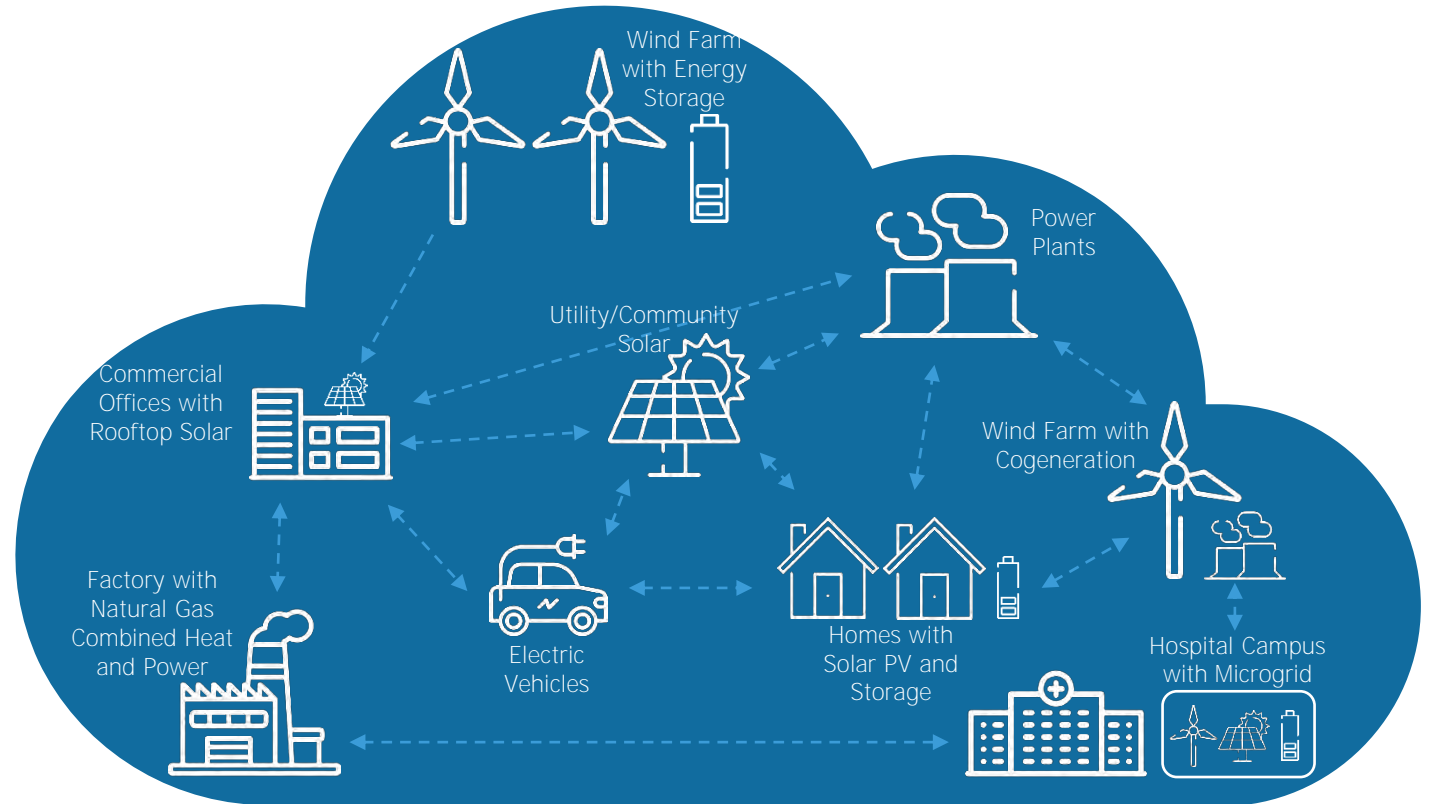 Wind Farm
with Energy
Storage
Power
Plants
Utility/Community
Solar
Commercial
Offices with
Rooftop Solar
Wind Farm with
Cogeneration
Factory with
Natural Gas
Combined Heat
and Power
Electric
Vehicles
Homes with
Solar PV and
Storage
Hospital Campus
with Microgrid